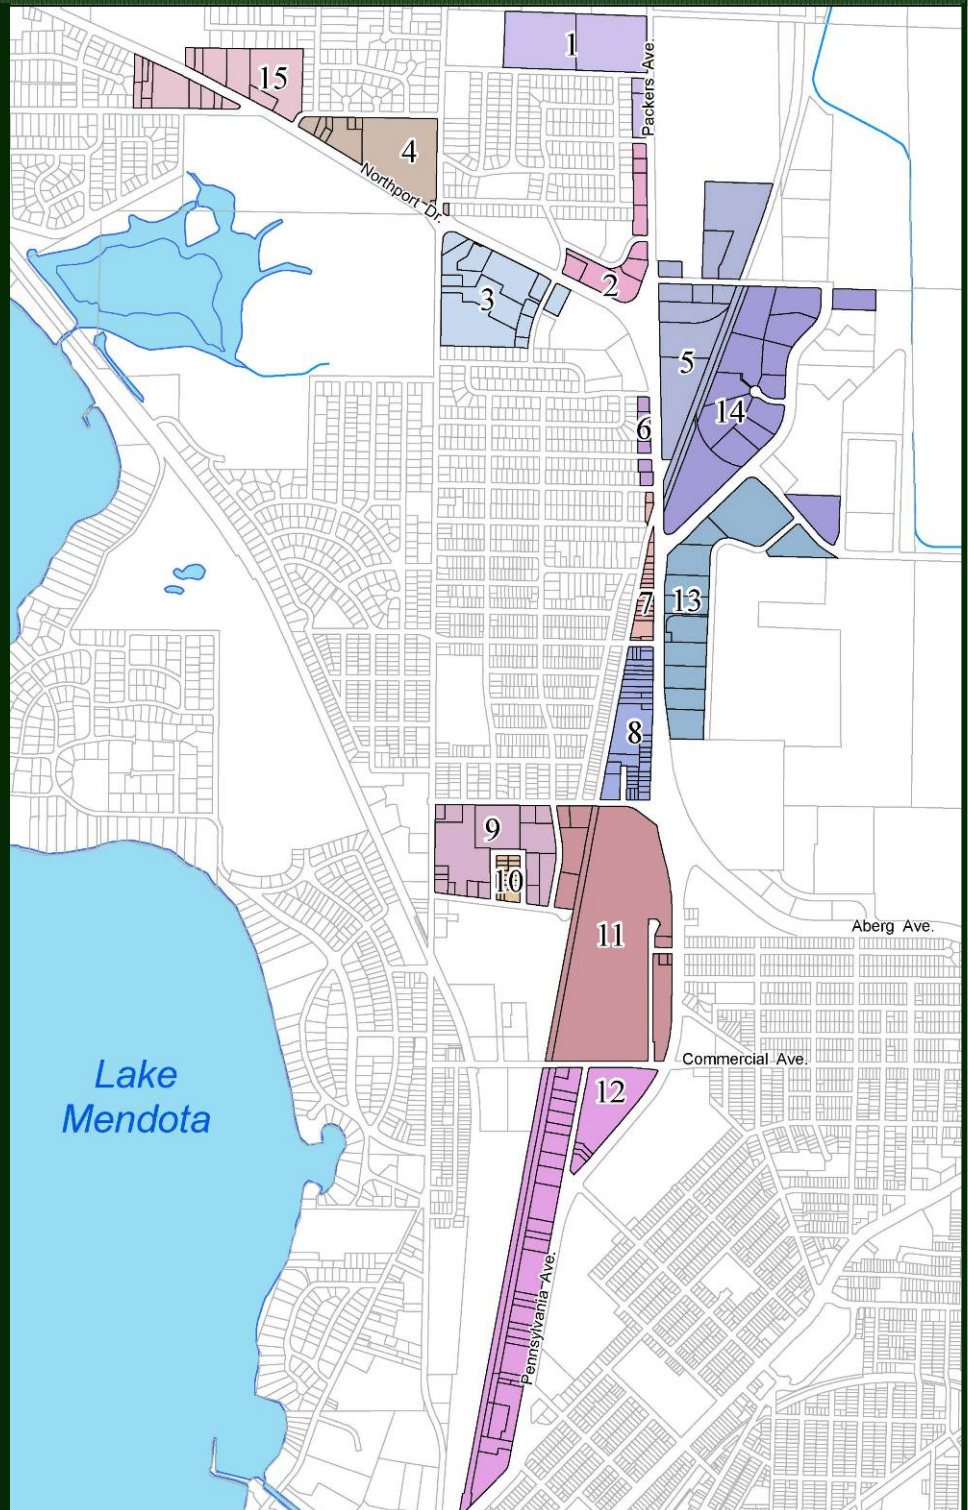 1
Packers Ave.
15
4
Northport Dr.
2
3
5
14
6
7
13
8
9
10
11
Aberg Ave.
Commercial Ave.
Lake
Mendota
12
Pennsylvania Ave.